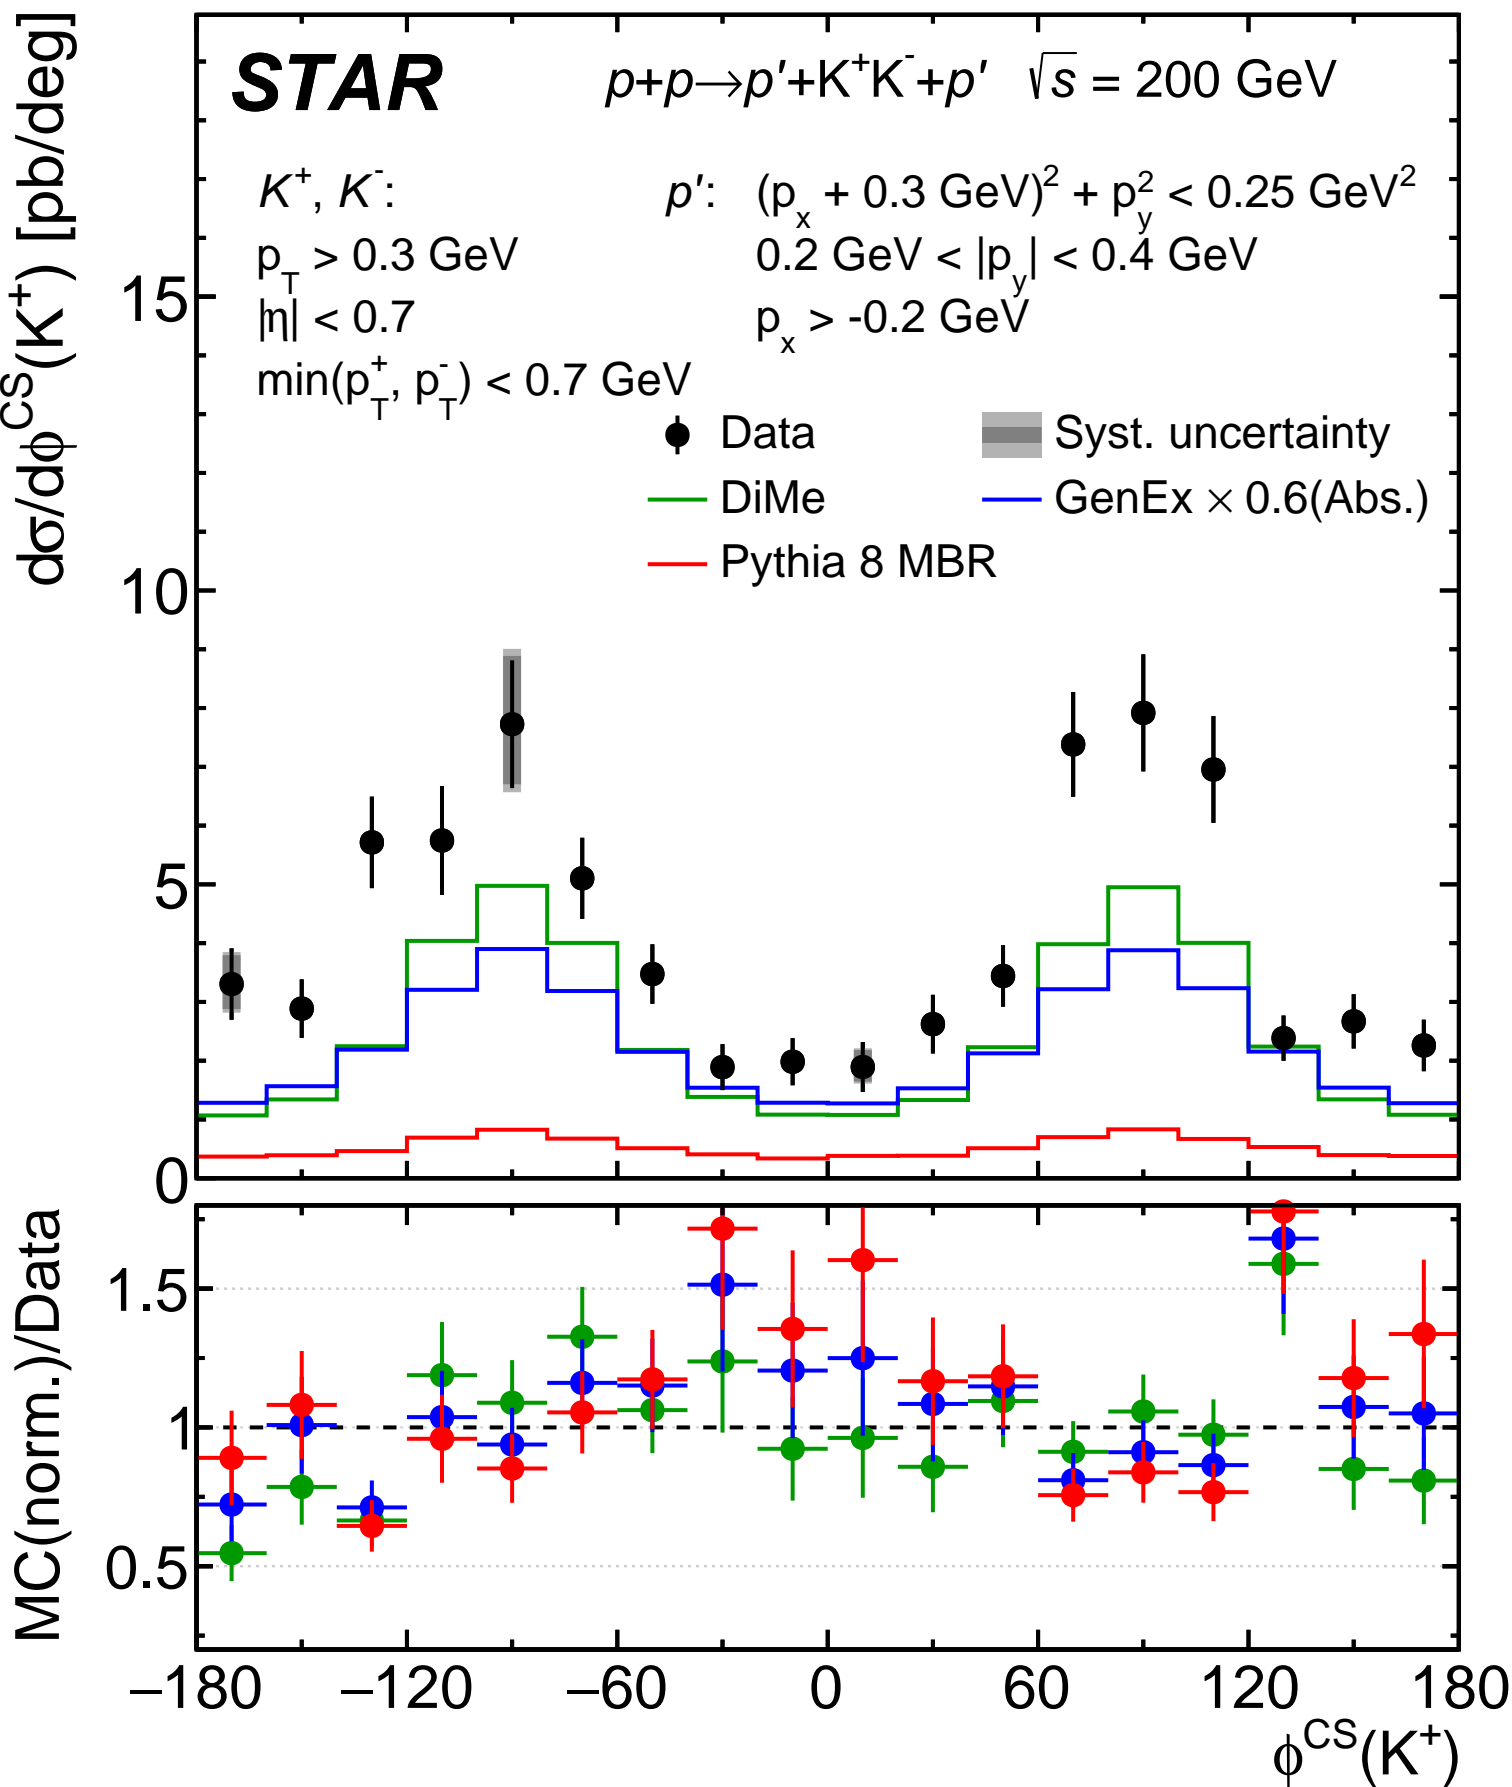 STAR p+p→p′+K⁺K⁻+p′ √s = 200 GeV
K⁺, K⁻: p′: (pₓ + 0.3 GeV)² + p_y² < 0.25 GeV²
p_T > 0.3 GeV 0.2 GeV < |p_y| < 0.4 GeV
|η| < 0.7 pₓ > -0.2 GeV
min(p_T⁺, p_T⁻) < 0.7 GeV
Data Syst. uncertainty
DiMe GenEx × 0.6(Abs.)
Pythia 8 MBR
dσ/dϕ^CS(K⁺) [pb/deg]
15
10
5
0
MC(norm.)/Data
1.5
1
0.5
−180 −120 −60 0 60 120 180
ϕ^CS(K⁺)